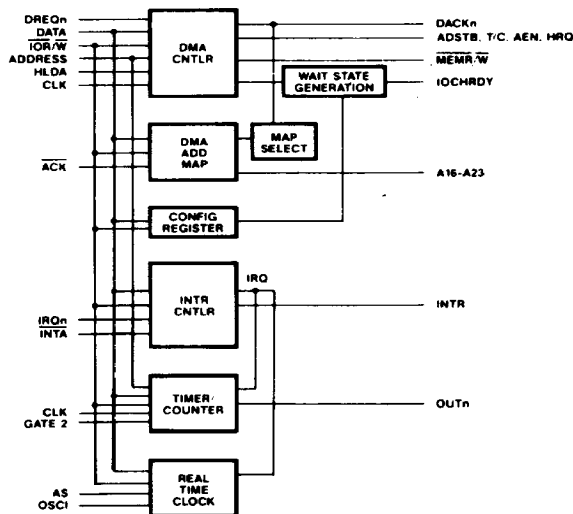 DREQn
DATA
IOR/W
ADDRESS
HLDA
CLK
DMA
CNTLR
DACKn
ADSTB, T/C, AEN, HRQ
MEMR/W
WAIT STATE
GENERATION
IOCHRDY
ACK
DMA
ADD
MAP
MAP
SELECT
A16-A23
CONFIG
REGISTER
IRQ
INTR
CNTLR
INTR
IRQn
INTA
TIMER/
COUNTER
OUTn
CLK
GATE 2
REAL
TIME
CLOCK
AS
OSCI